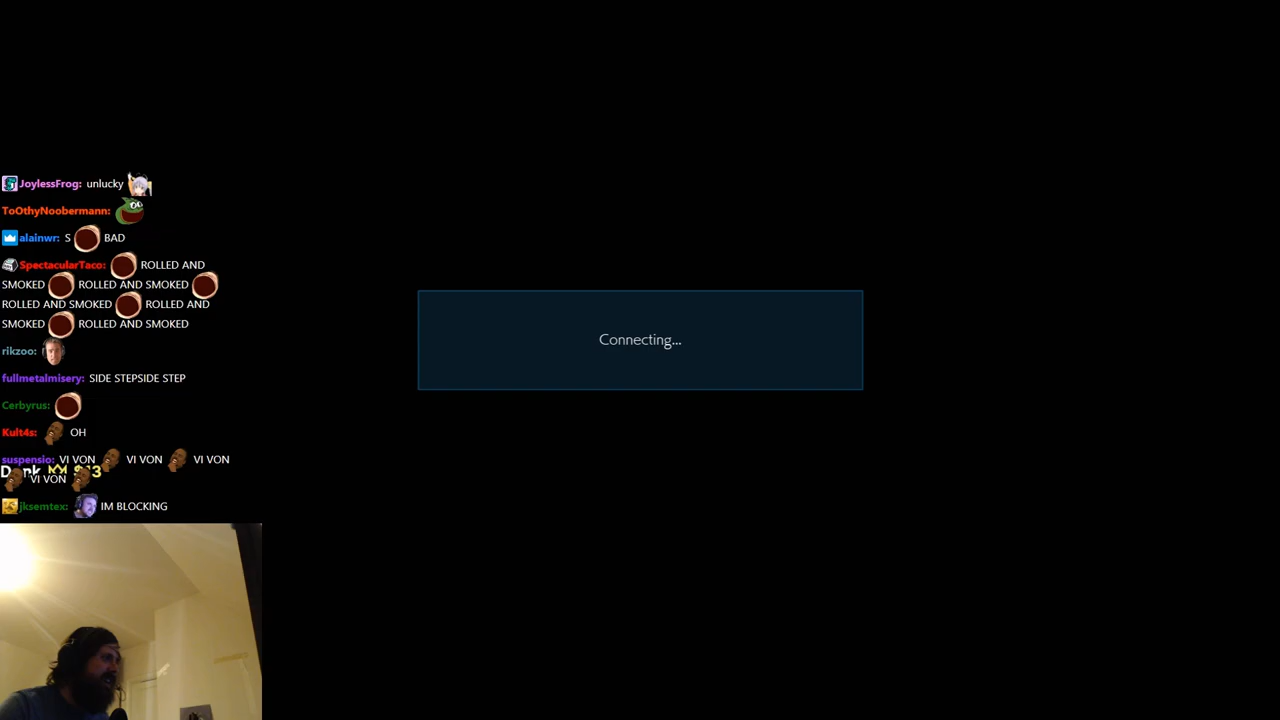 JoylessFrog: unlucky
ToOthyNoobermann:
alainwr: S BAD
SpectacularTaco: ROLLED AND
SMOKED ROLLED AND SMOKED
ROLLED AND SMOKED ROLLED AND
SMOKED ROLLED AND SMOKED
Connecting...
rikzoo:
fullmetalmisery: SIDE STEPSIDE STEP
Cerbyrus:
Kult4s: OH
suspensio: VI VON VI VON VI VON
VI VON
jksemtex: IM BLOCKING